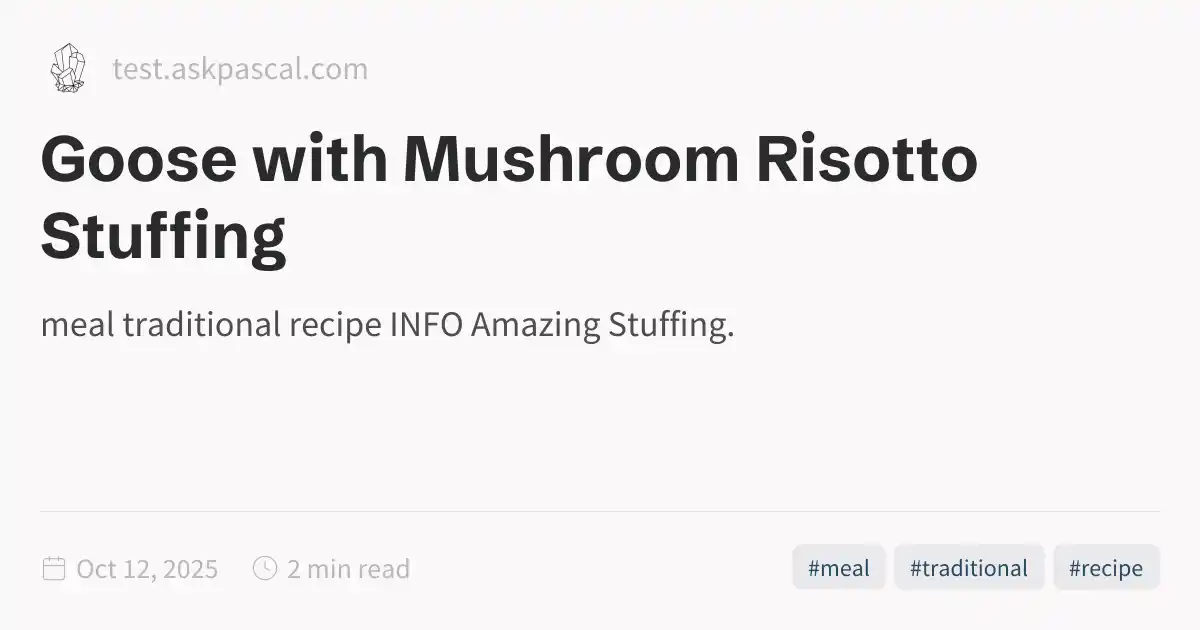 test.askpascal.com
Goose with Mushroom Risotto
Stuffing
meal traditional recipe INFO Amazing Stuffing.
Oct 12, 2025 2 min read #meal #traditional #recipe